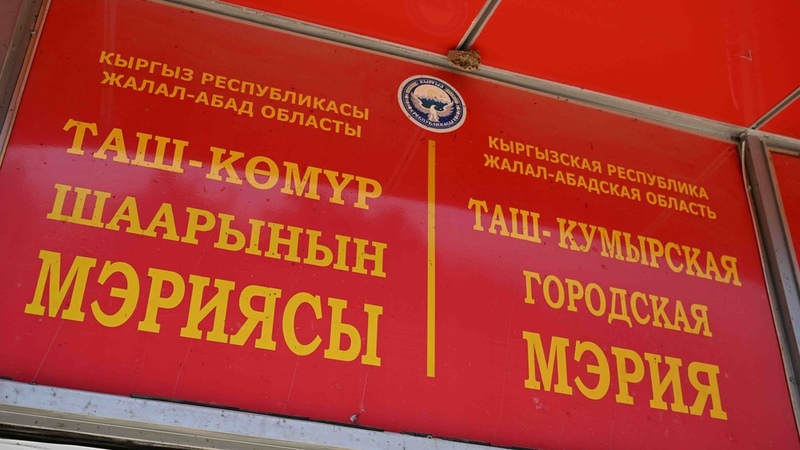 КЫРГЫЗ РЕСПУБЛИКАСЫ
ЖАЛАЛ-АБАД ОБЛАСТЫ
ТАШ-КӨМҮР
ШААРЫНЫН
МЭРИЯСЫ
КЫРГЫЗСКАЯ РЕСПУБЛИКА
ЖАЛАЛ-АБАДСКАЯ ОБЛАСТЬ
ТАШ- КУМЫРСКАЯ
ГОРОДСКАЯ
МЭРИЯ